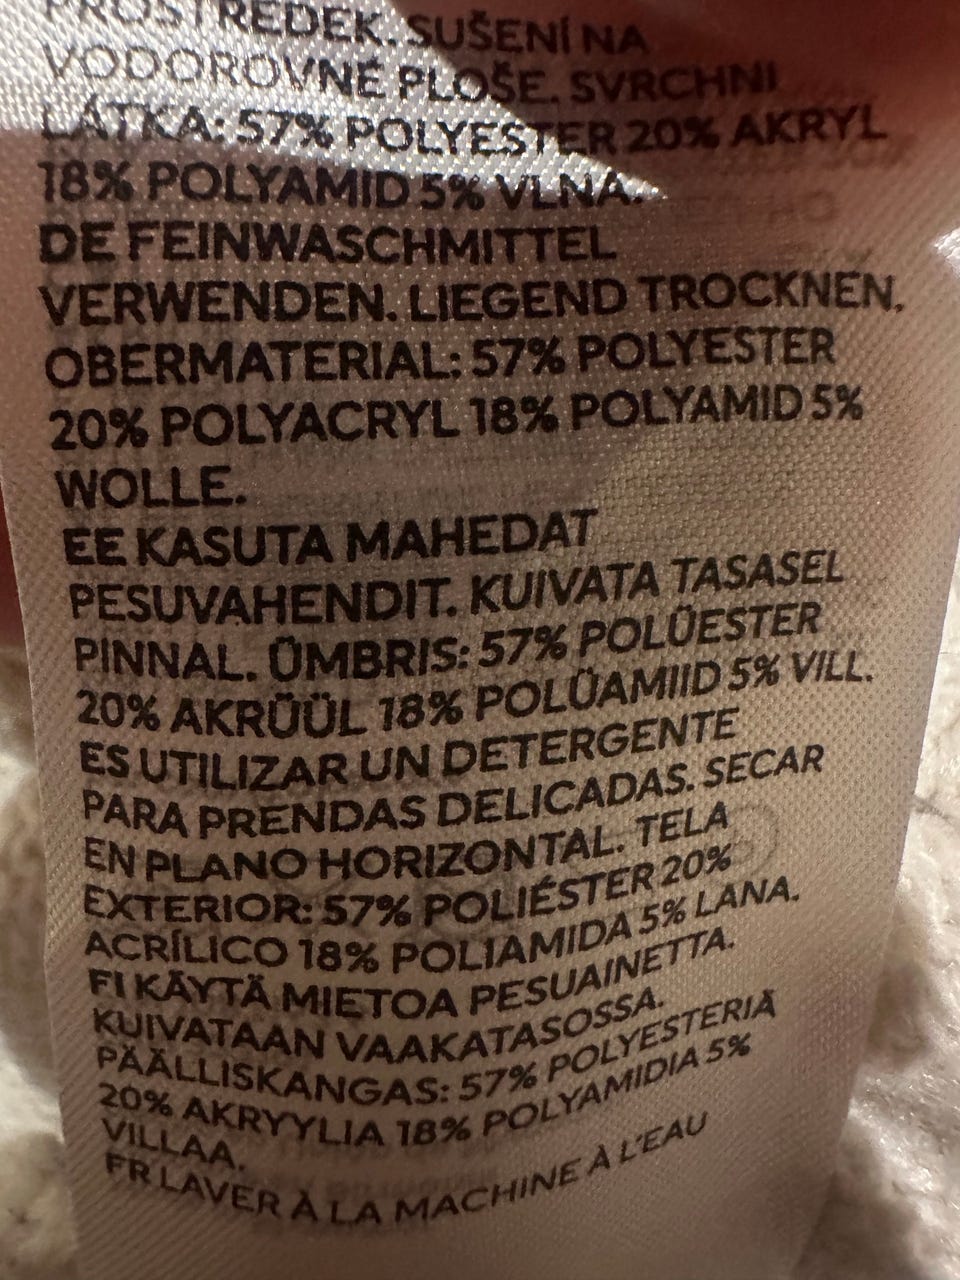 PROSTŘEDEK. SUŠENÍ NA
VODOROVNÉ PLOŠE. SVRCHNI
LÁTKA: 57% POLYESTER 20% AKRYL
18% POLYAMID 5% VLNA.
DE FEINWASCHMITTEL
VERWENDEN. LIEGEND TROCKNEN.
OBERMATERIAL: 57% POLYESTER
20% POLYACRYL 18% POLYAMID 5%
WOLLE.
EE KASUTA MAHEDAT
PESUVAHENDIT. KUIVATA TASASEL
PINNAL. ÜMBRIS: 57% POLÜESTER
20% AKRÜÜL 18% POLÜAMIID 5% VILL.
ES UTILIZAR UN DETERGENTE
PARA PRENDAS DELICADAS. SECAR
EN PLANO HORIZONTAL. TELA
EXTERIOR: 57% POLIÉSTER 20%
ACRÍLICO 18% POLIAMIDA 5% LANA.
FI KÄYTÄ MIETOA PESUAINETTA.
KUIVATAAN VAAKATASOSSA.
PÄÄLLISKANGAS: 57% POLYESTERIÄ
20% AKRYYLIA 18% POLYAMIDIA 5%
VILLAA.
FR LAVER À LA MACHINE À L'EAU